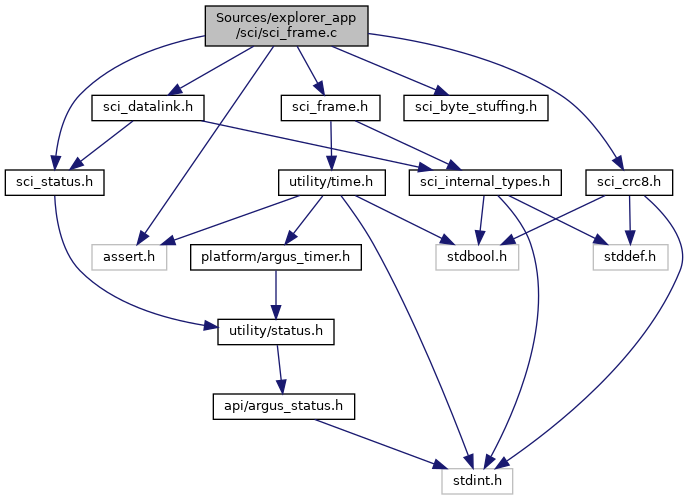 Sources/explorer_app
/sci/sci_frame.c
sci_datalink.h
sci_frame.h
sci_byte_stuffing.h
sci_status.h
utility/time.h
sci_internal_types.h
sci_crc8.h
assert.h
platform/argus_timer.h
stdbool.h
stddef.h
utility/status.h
api/argus_status.h
stdint.h